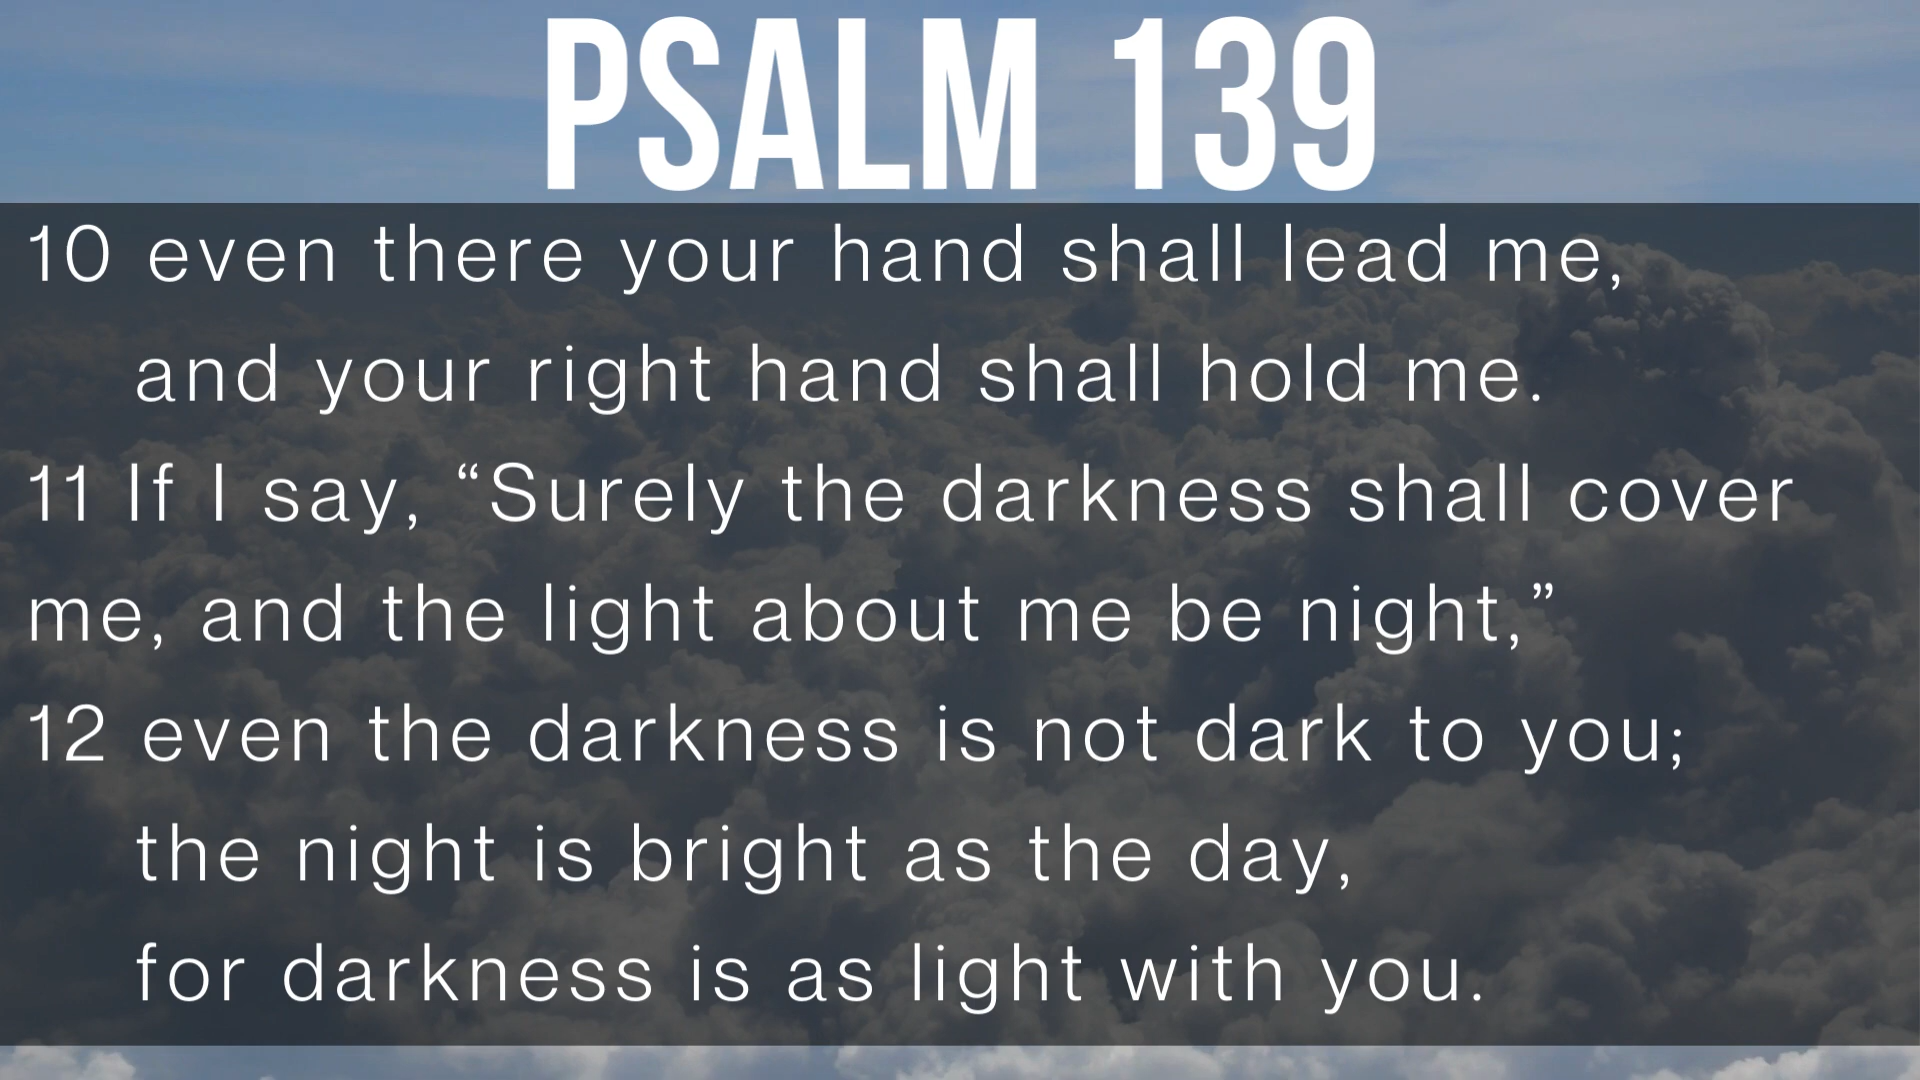 PSALM 139
10 even there your hand shall lead me,
and your right hand shall hold me.
11 If I say, “Surely the darkness shall cover
me, and the light about me be night,”
12 even the darkness is not dark to you;
the night is bright as the day,
for darkness is as light with you.